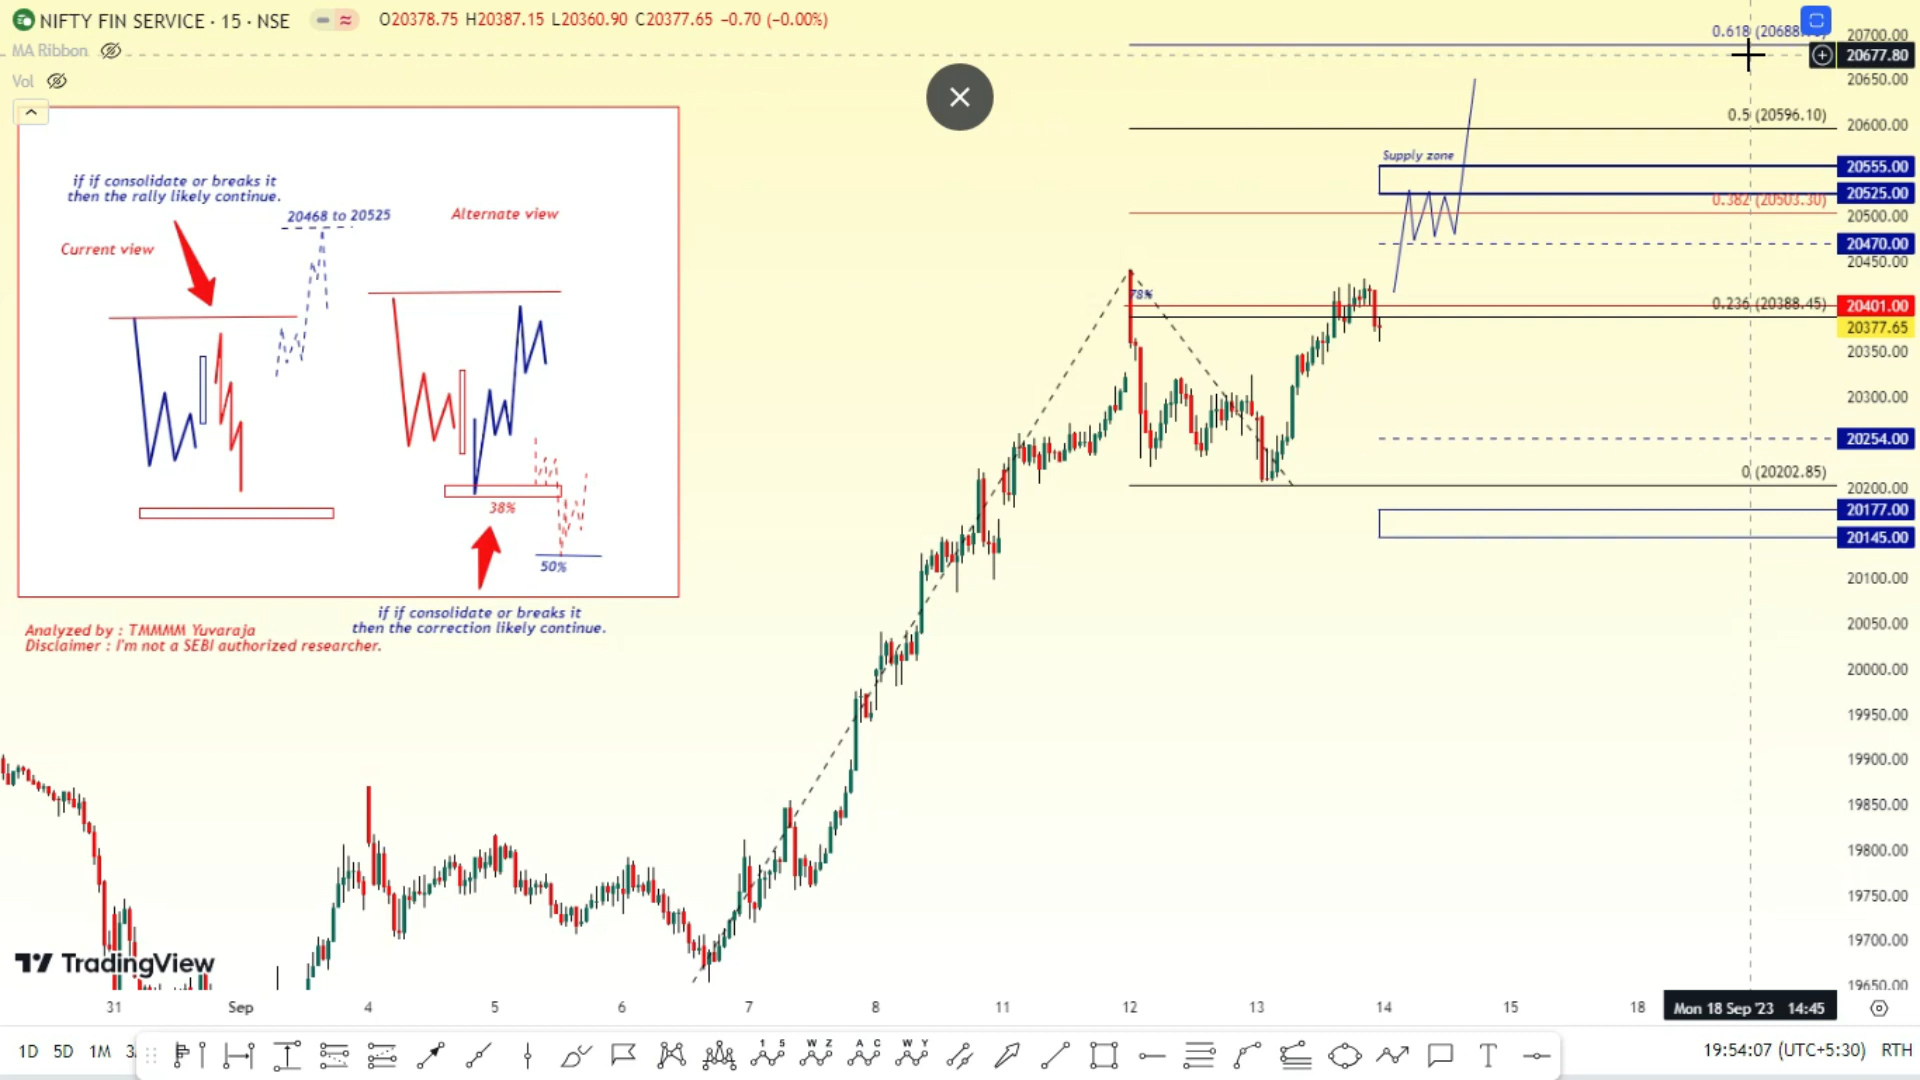 NIFTY FIN SERVICE · 15 · NSE O20378.75 H20387.15 L20360.90 C20377.65 −0.70 (−0.00%)
MA Ribbon
Vol
if if consolidate or breaks it
then the rally likely continue.
20468 to 20525
Alternate view
Current view
38%
50%
if if consolidate or breaks it
then the correction likely continue.
Analyzed by : TMMMM Yuvaraja
Disclaimer : I'm not a SEBI authorized researcher.
0.618
0.5 (20596.10)
Supply zone
0.382 (20503.30)
78%
0.236 (20388.45)
0 (20202.85)
20700.00
20677.80
20650.00
20600.00
20555.00
20525.00
20500.00
20470.00
20450.00
20401.00
20377.65
20350.00
20300.00
20254.00
20200.00
20177.00
20145.00
20100.00
20050.00
20000.00
19950.00
19900.00
19850.00
19800.00
19750.00
19700.00
19650.00
TradingView
31 Sep 4 5 6 7 8 11 12 13 14 15 18 Mon 18 Sep '23 14:45
1D 5D 1M
1 5 W Z A C W Y T
19:54:07 (UTC+5:30) RTH